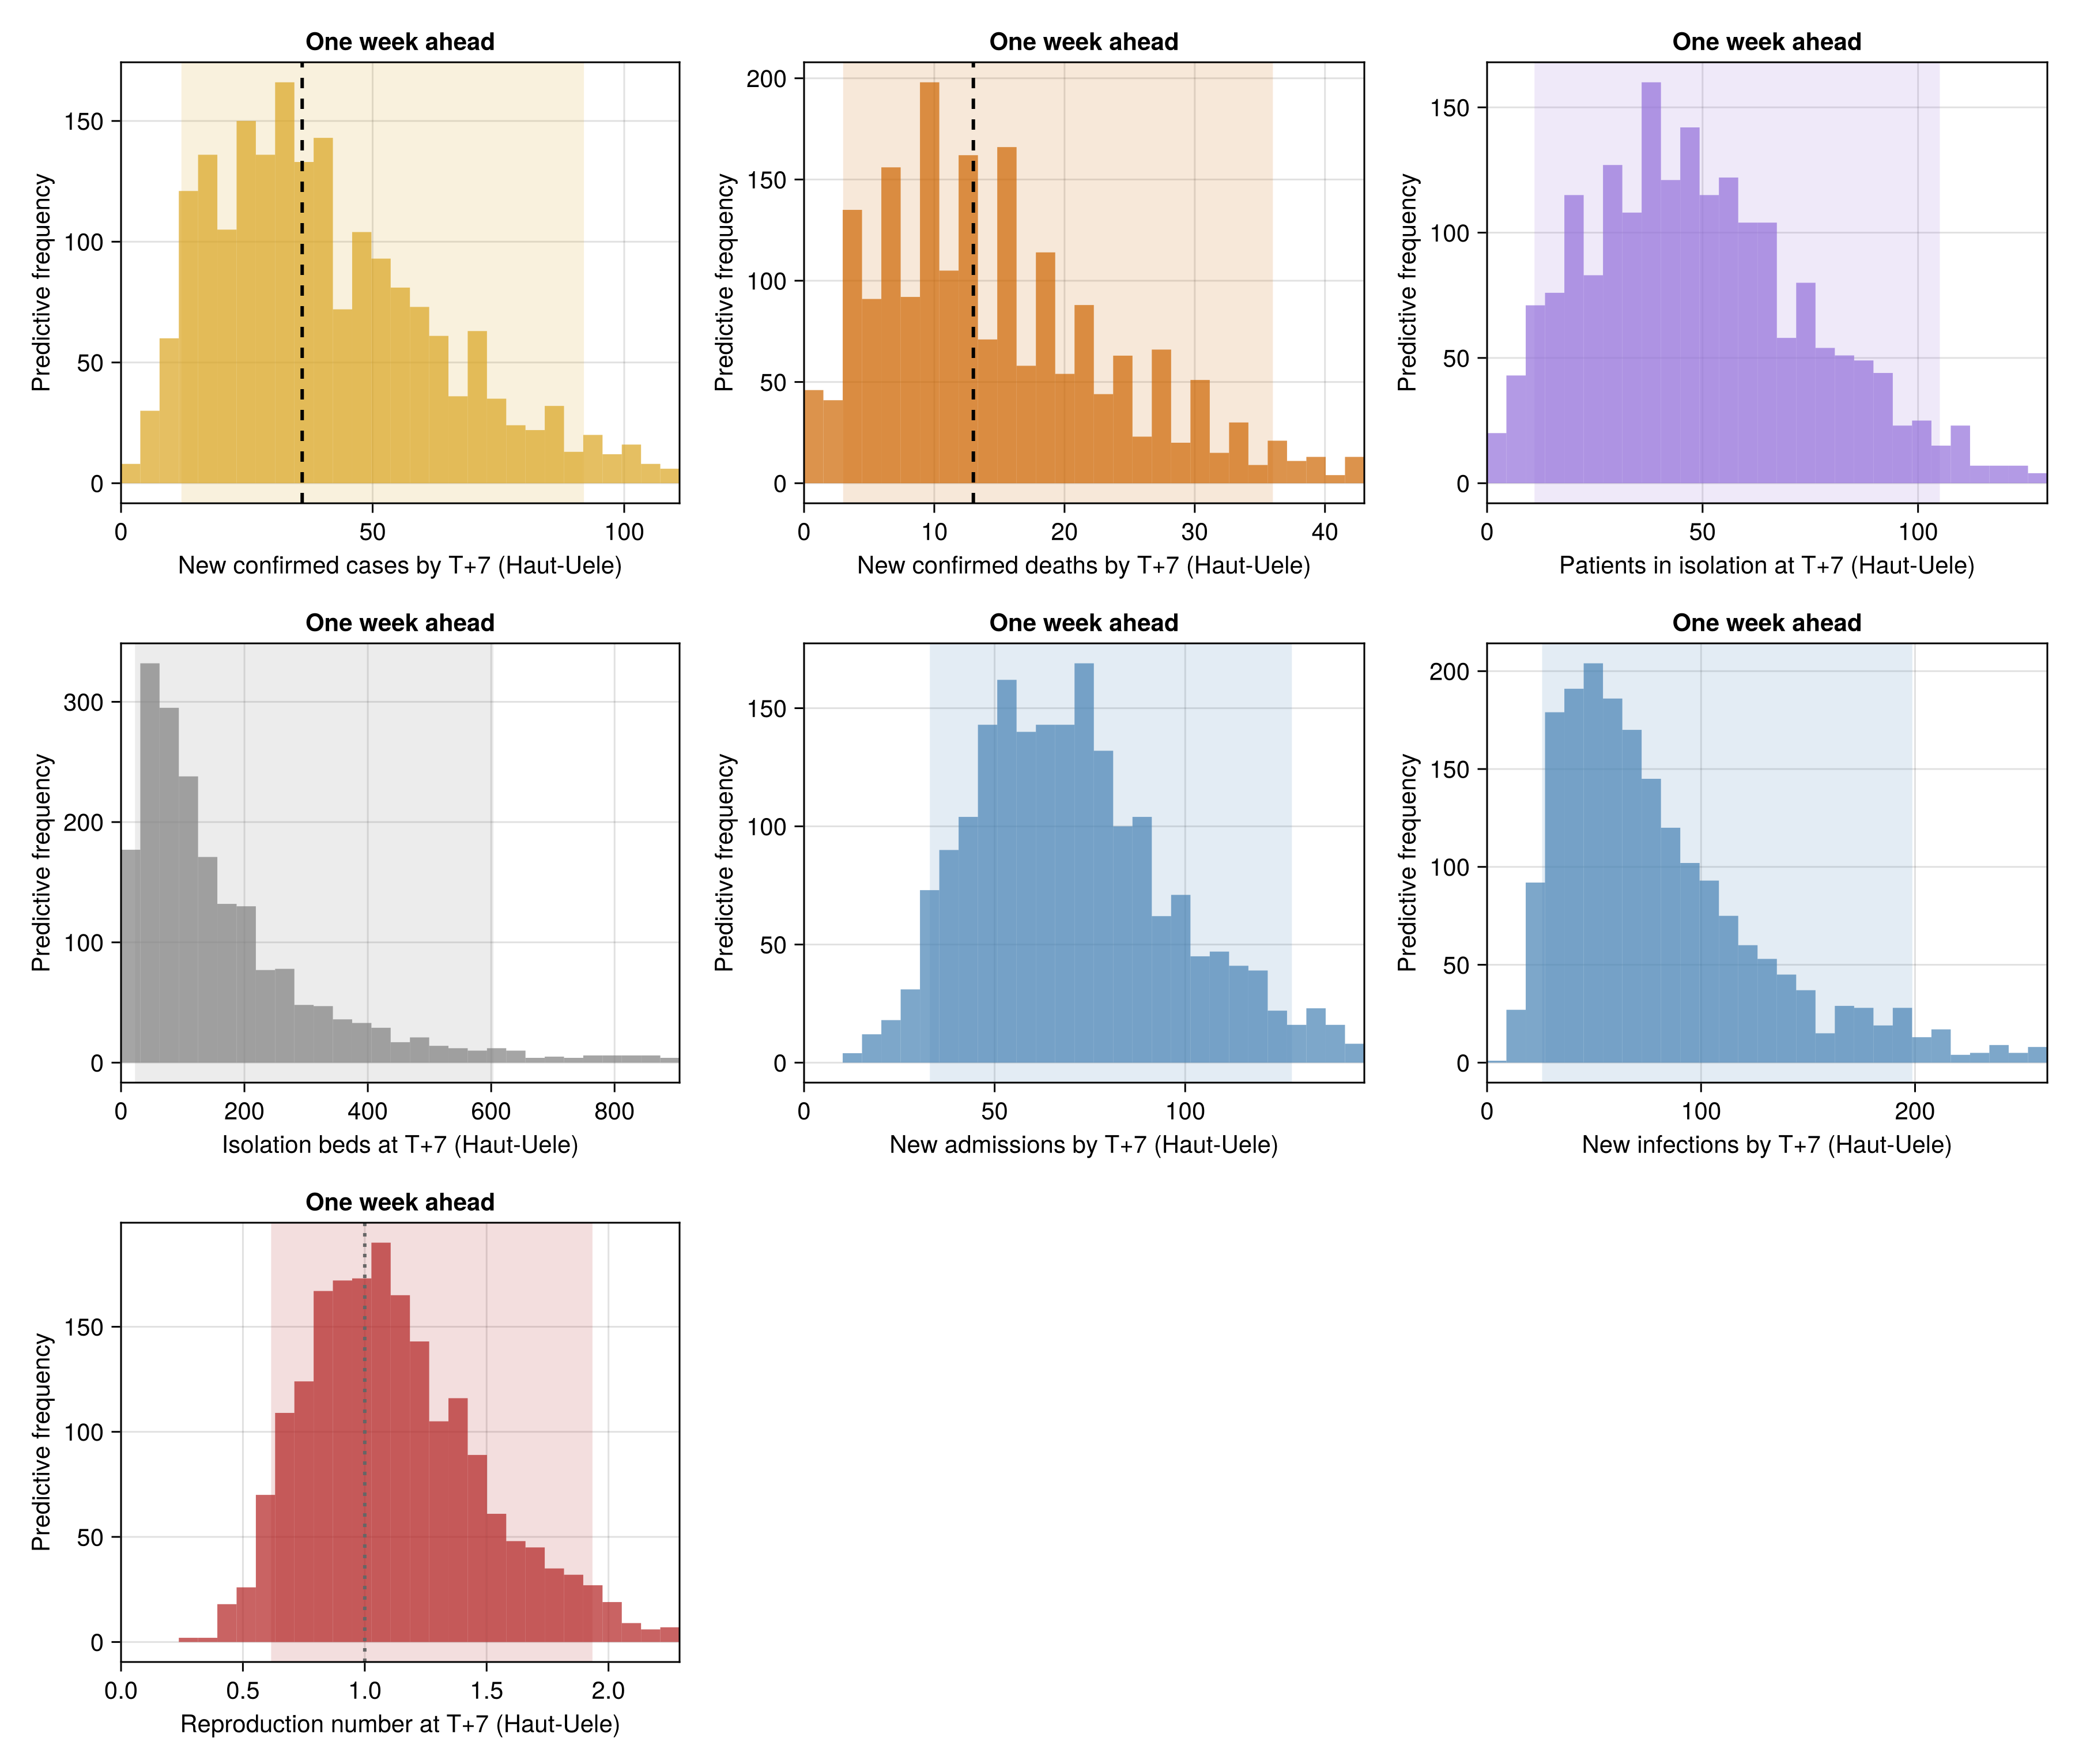 One week ahead
One week ahead
One week ahead
Predictive frequency
150
100
50
0
0
50
100
New confirmed cases by T+7 (Haut-Uele)
Predictive frequency
200
150
100
50
0
0
10
20
30
40
New confirmed deaths by T+7 (Haut-Uele)
Predictive frequency
150
100
50
0
0
50
100
Patients in isolation at T+7 (Haut-Uele)
One week ahead
One week ahead
One week ahead
Predictive frequency
300
200
100
0
0
200
400
600
800
Isolation beds at T+7 (Haut-Uele)
Predictive frequency
150
100
50
0
0
50
100
New admissions by T+7 (Haut-Uele)
Predictive frequency
200
150
100
50
0
0
100
200
New infections by T+7 (Haut-Uele)
One week ahead
Predictive frequency
150
100
50
0
0.0
0.5
1.0
1.5
2.0
Reproduction number at T+7 (Haut-Uele)